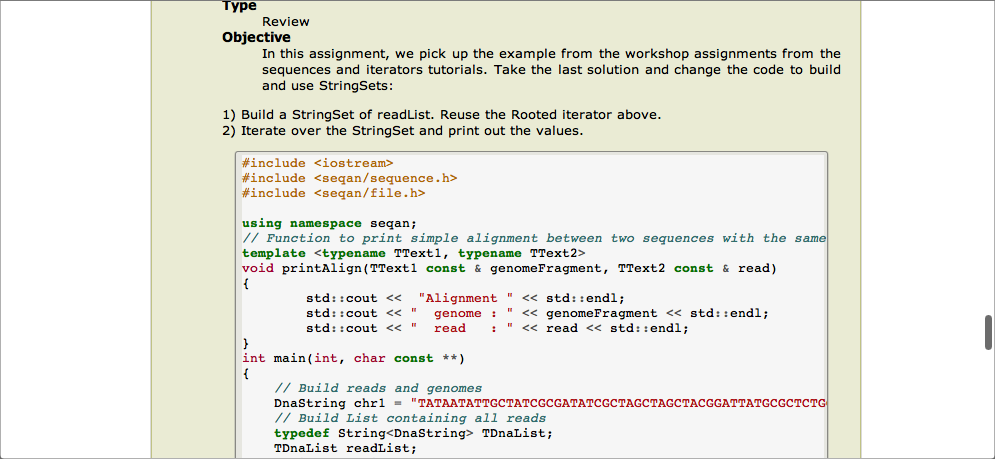 Type
Review
Objective
In this assignment, we pick up the example from the workshop assignments from the
sequences and iterators tutorials. Take the last solution and change the code to build
and use StringSets:
1) Build a StringSet of readList. Reuse the Rooted iterator above.
2) Iterate over the StringSet and print out the values.
#include <iostream>
#include <seqan/sequence.h>
#include <seqan/file.h>
using namespace seqan;
// Function to print simple alignment between two sequences with the same
template <typename TText1, typename TText2>
void printAlign(TText1 const & genomeFragment, TText2 const & read)
{
std::cout <<  "Alignment " << std::endl;
std::cout << "  genome : " << genomeFragment << std::endl;
std::cout << "  read   : " << read << std::endl;
}
int main(int, char const **)
{
// Build reads and genomes
DnaString chr1 = "TATAATATTGCTATCGCGATATCGCTAGCTAGCTACGGATTATGCGCTCTG
// Build List containing all reads
typedef String<DnaString> TDnaList;
TDnaList readList;